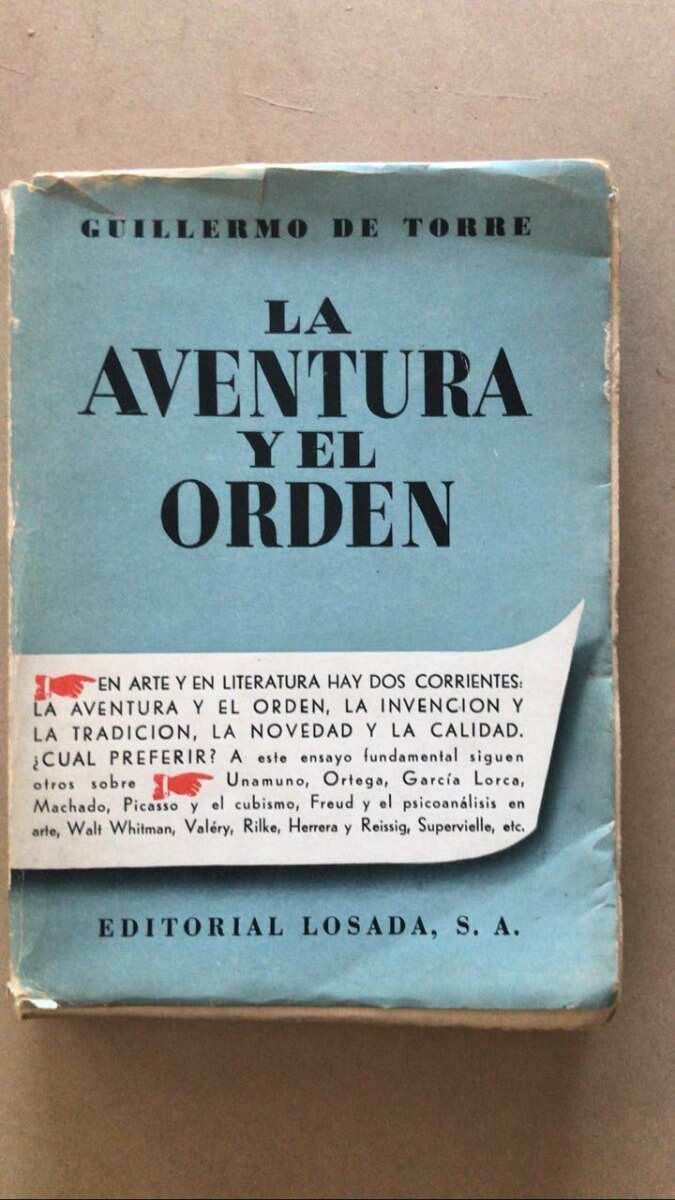 GUILLERMO DE TORRE
LA
AVENTURA
Y EL
ORDEN
EN ARTE Y EN LITERATURA HAY DOS CORRIENTES:
LA AVENTURA Y EL ORDEN, LA INVENCION Y
LA TRADICION, LA NOVEDAD Y LA CALIDAD.
¿CUAL PREFERIR? A este ensayo fundamental siguen
otros sobre Unamuno, Ortega, García Lorca,
Machado, Picasso y el cubismo, Freud y el psicoanálisis en
arte, Walt Whitman, Valéry, Rilke, Herrera y Reissig, Supervielle, etc.
EDITORIAL LOSADA, S. A.